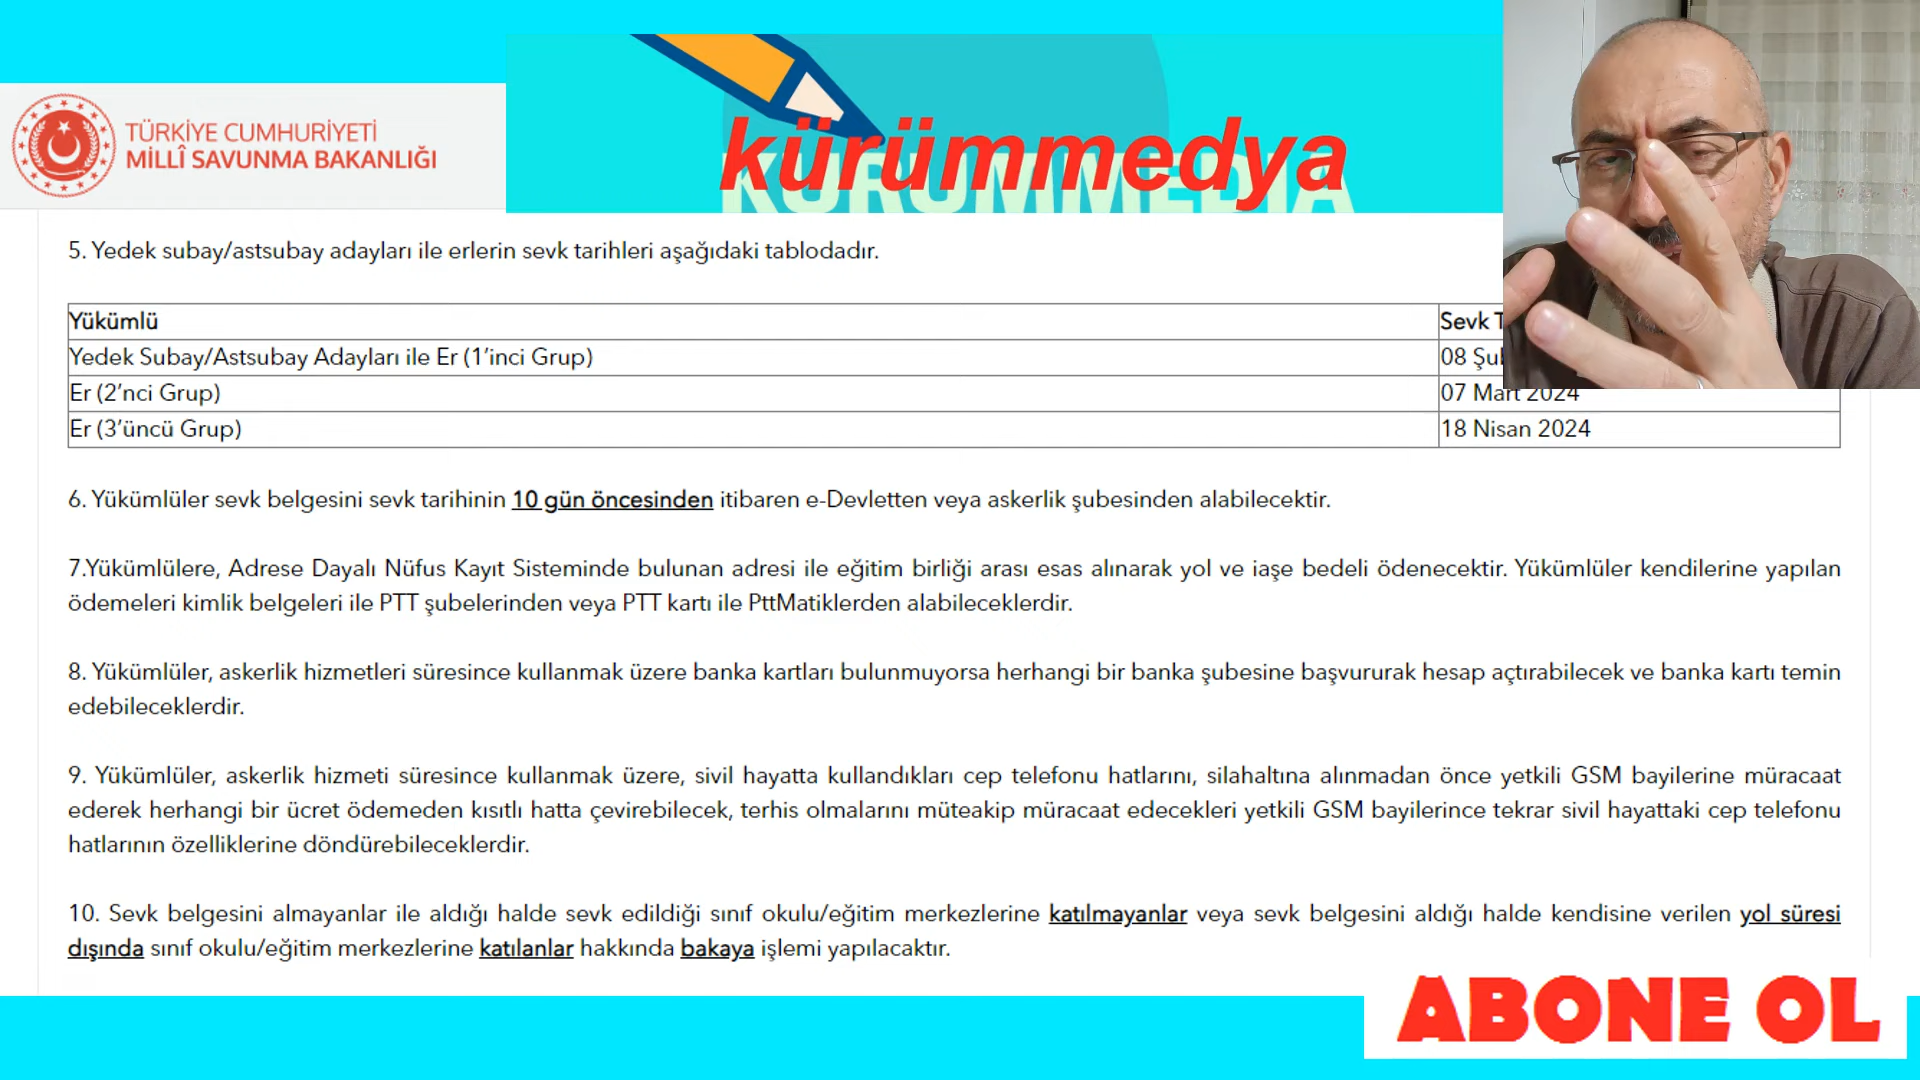 TÜRKİYE CUMHURİYETİ
MİLLÎ SAVUNMA BAKANLIĞI
kürümmedya
KURUMMEDIA
5. Yedek subay/astsubay adayları ile erlerin sevk tarihleri aşağıdaki tablodadır.
Yükümlü Sevk
Yedek Subay/Astsubay Adayları ile Er (1’inci Grup) 08
Er (2’nci Grup) 07 Mart 2024
Er (3’üncü Grup) 18 Nisan 2024
6. Yükümlüler sevk belgesini sevk tarihinin 10 gün öncesinden itibaren e-Devletten veya askerlik şubesinden alabilecektir.
7.Yükümlülere, Adrese Dayalı Nüfus Kayıt Sisteminde bulunan adresi ile eğitim birliği arası esas alınarak yol ve iaşe bedeli ödenecektir. Yükümlüler kendilerine yapılan
ödemeleri kimlik belgeleri ile PTT şubelerinden veya PTT kartı ile PttMatiklerden alabileceklerdir.
8. Yükümlüler, askerlik hizmetleri süresince kullanmak üzere banka kartları bulunmuyorsa herhangi bir banka şubesine başvururak hesap açtırabilecek ve banka kartı temin
edebileceklerdir.
9. Yükümlüler, askerlik hizmeti süresince kullanmak üzere, sivil hayatta kullandıkları cep telefonu hatlarını, silahaltına alınmadan önce yetkili GSM bayilerine müracaat
ederek herhangi bir ücret ödemeden kısıtlı hatta çevirebilecek, terhis olmalarını müteakip müracaat edecekleri yetkili GSM bayilerince tekrar sivil hayattaki cep telefonu
hatlarının özelliklerine döndürebileceklerdir.
10. Sevk belgesini almayanlar ile aldığı halde sevk edildiği sınıf okulu/eğitim merkezlerine katılmayanlar veya sevk belgesini aldığı halde kendisine verilen yol süresi
dışında sınıf okulu/eğitim merkezlerine katılanlar hakkında bakaya işlemi yapılacaktır.
ABONE OL